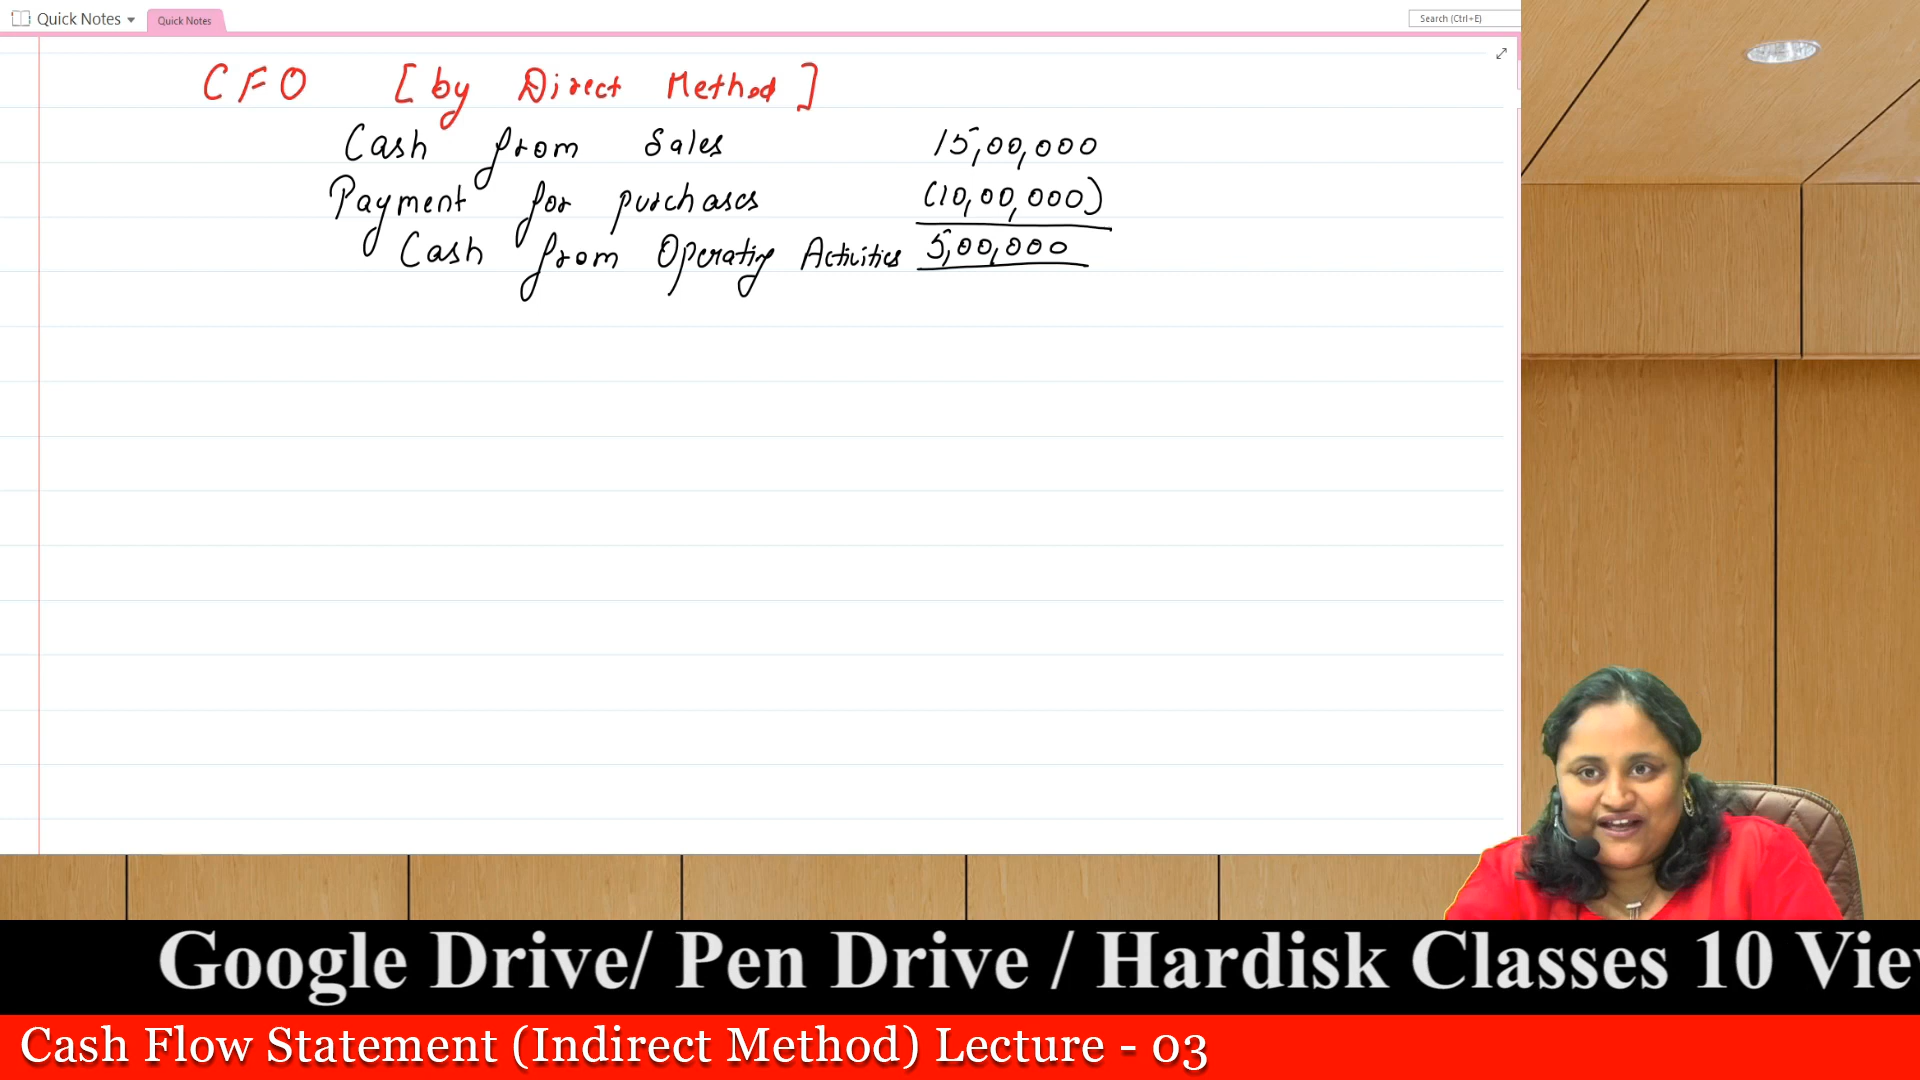 Quick Notes
Quick Notes
Search (Ctrl+E)
CFO [by Direct Method]
Cash from Sales 15,00,000
Payment for purchases (10,00,000)
Cash from Operating Activities 5,00,000
Google Drive/ Pen Drive / Hardisk Classes 10 Vie
Cash Flow Statement (Indirect Method) Lecture - 03